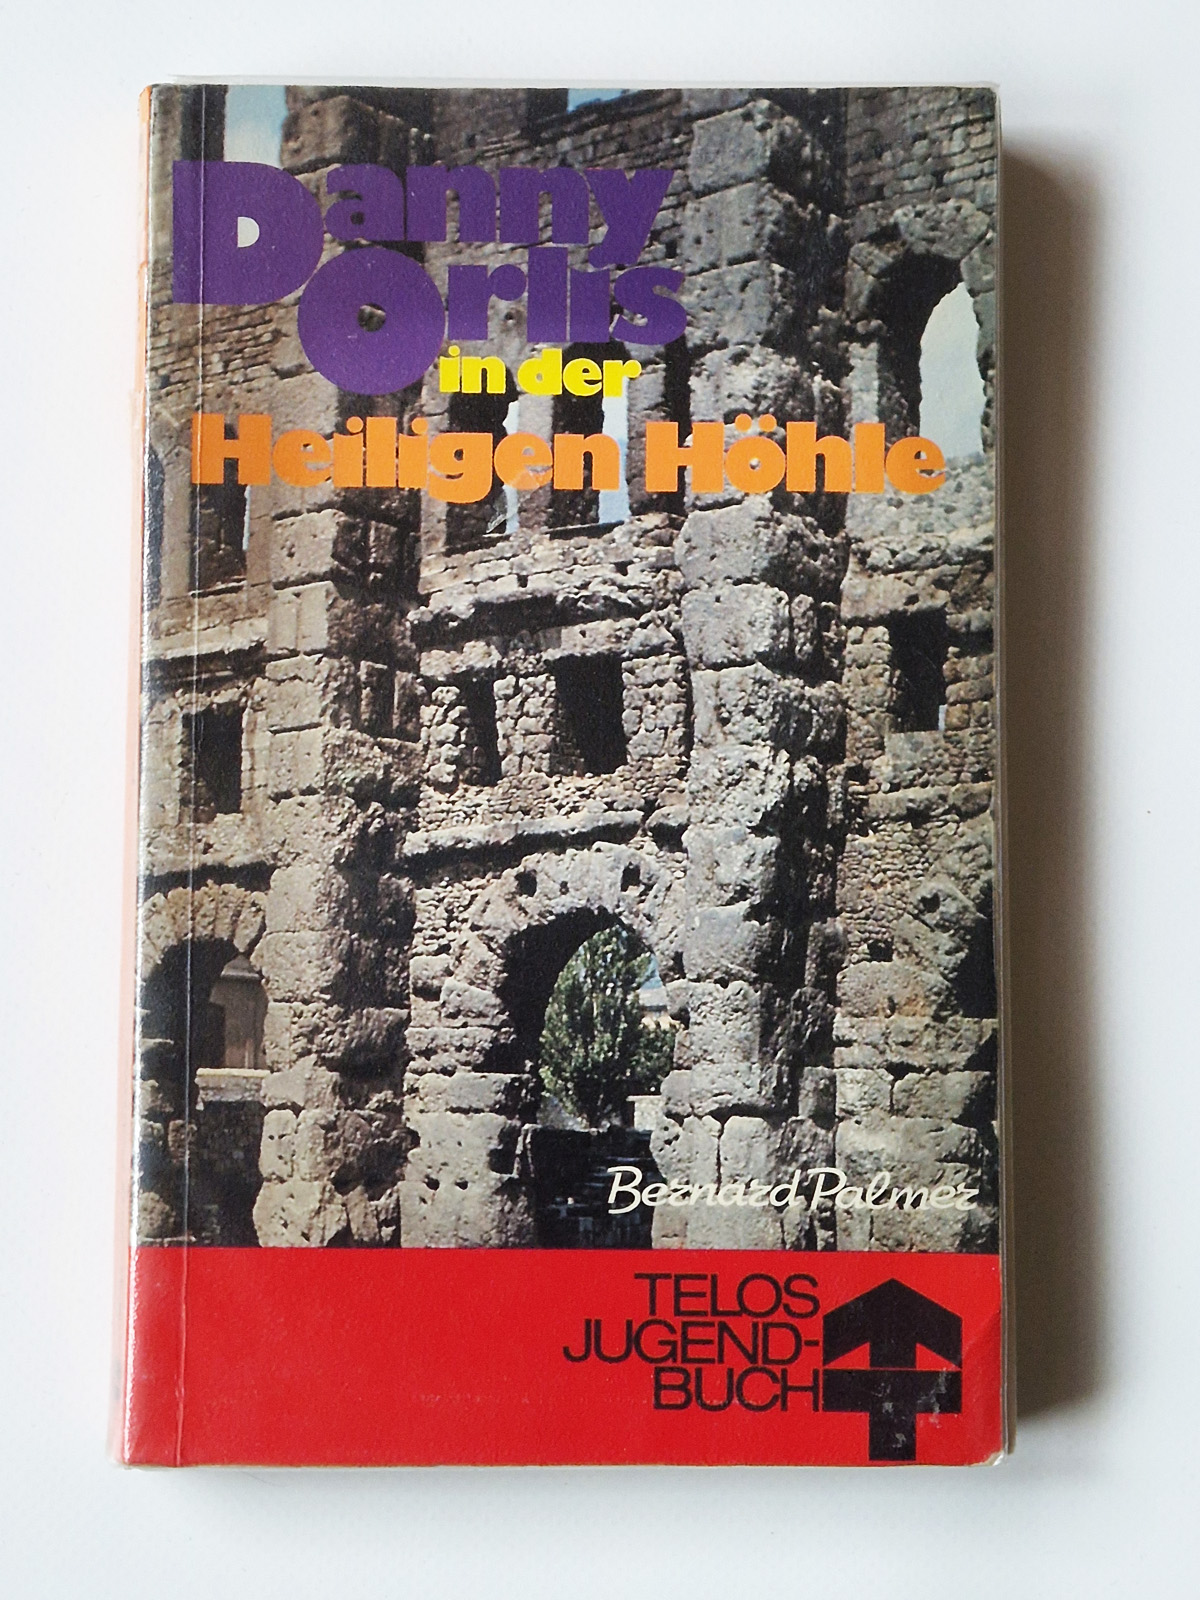 Danny
Orlis
in der
Heiligen Höhle
Bernard Palmer
TELOS
JUGEND-
BUCH